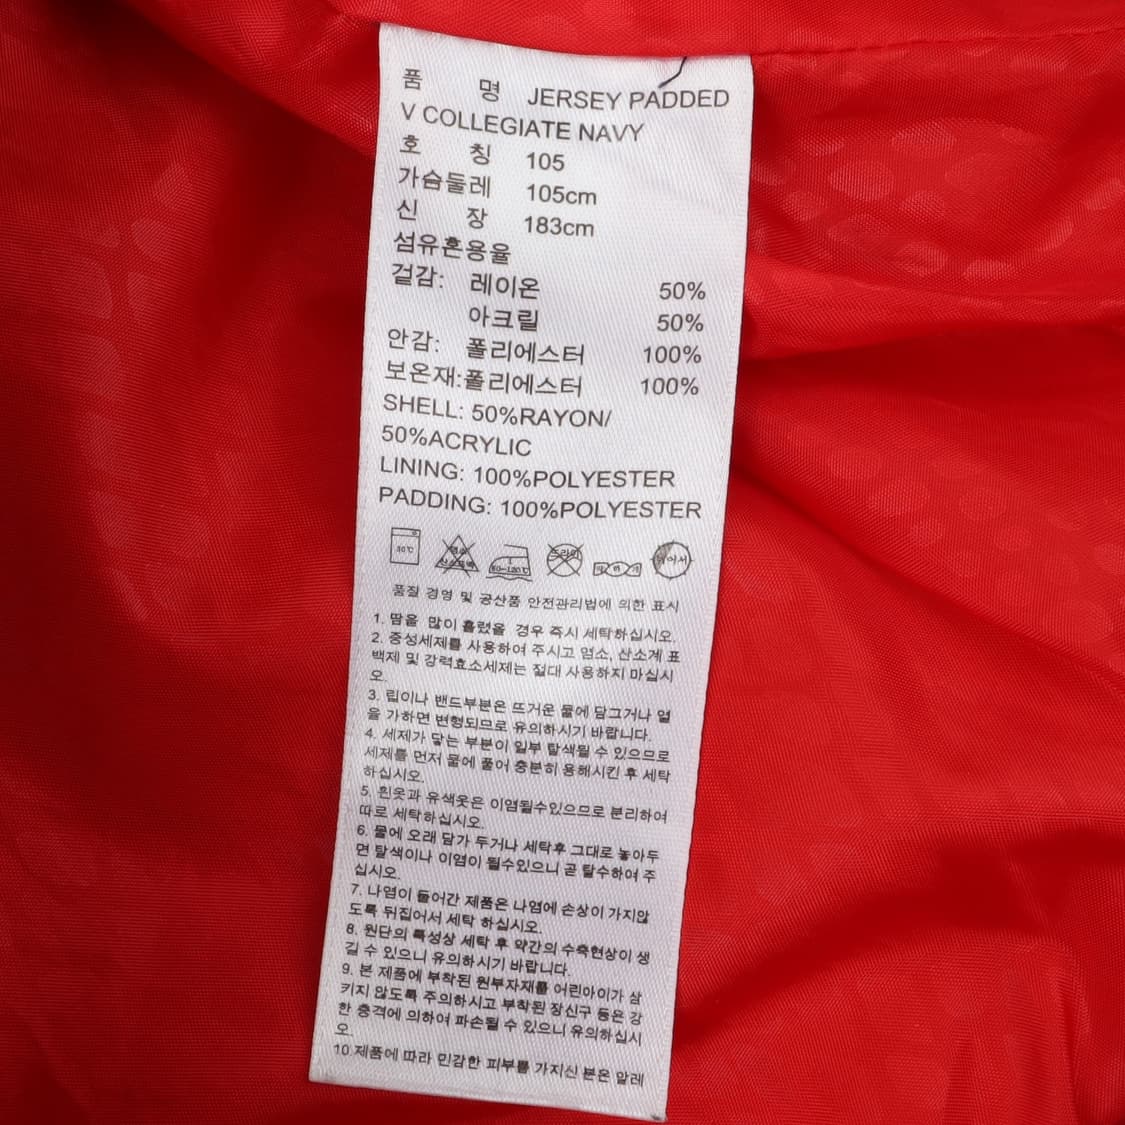 품 명 JERSEY PADDED
V COLLEGIATE NAVY
호 칭 105
가슴둘레 105cm
신 장 183cm
섬유혼용율
겉감: 레이온 50%
아크릴 50%
안감: 폴리에스터 100%
보온재:폴리에스터 100%
SHELL: 50%RAYON/
50%ACRYLIC
LINING: 100%POLYESTER
PADDING: 100%POLYESTER
30℃ 염소 산소표백 80~120℃ 드라이 뉘어서
품질 경영 및 공산품 안전관리법에 의한 표시
1. 땀을 많이 흘렸을 경우 즉시 세탁하십시오.
2. 중성세제를 사용하여 주시고 염소, 산소계 표
백제 및 강력효소세제는 절대 사용하지 마십시
오.
3. 립이나 밴드부분은 뜨거운 물에 담그거나 열
을 가하면 변형되므로 유의하시기 바랍니다.
4. 세제가 닿는 부분이 일부 탈색될 수 있으므로
세제를 먼저 물에 풀어 충분히 용해시킨 후 세탁
하십시오.
5. 흰옷과 유색옷은 이염될수있으므로 분리하여
따로 세탁하십시오.
6. 물에 오래 담가 두거나 세탁후 그대로 놓아두
면 탈색이나 이염이 될수있으니 곧 탈수하여 주
십시오.
7. 나염이 들어간 제품은 나염에 손상이 가지않
도록 뒤집어서 세탁 하십시오.
8. 원단의 특성상 세탁 후 약간의 수축현상이 생
길 수 있으니 유의하시기 바랍니다.
9. 본 제품에 부착된 원부자재를 어린아이가 삼
키지 않도록 주의하시고 부착된 장신구 등은 강
한 충격에 의하여 파손될 수 있으니 유의하십시
오.
10.제품에 따라 민감한 피부를 가지신 분은 알레